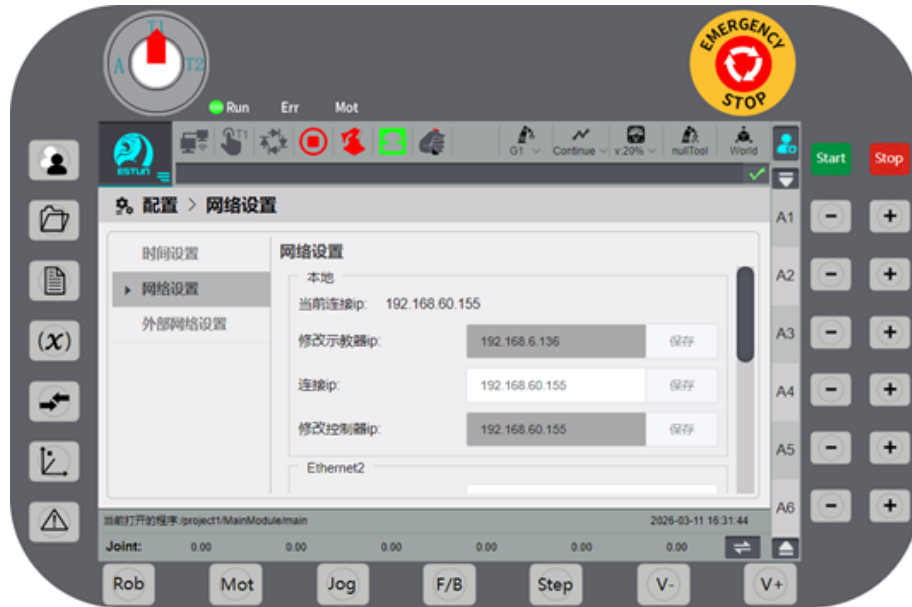 T1
A
T2
EMERGENCY
STOP
Run Err Mot
ESTUN
T1
G1 Continue v:20% nullTool World
Start Stop
配置 > 网络设置
A1 - +
时间设置
网络设置
外部网络设置
网络设置
本地
当前连接ip: 192.168.60.155
修改示教器ip: 192.168.6.136 保存
连接ip: 192.168.60.155 保存
修改控制器ip: 192.168.60.155 保存
Ethernet2
A2 - +
A3 - +
A4 - +
A5 - +
A6 - +
(x)
当前打开的程序:/project1/MainModule/main 2026-03-11 16:31:44
Joint: 0.00 0.00 0.00 0.00 0.00 0.00
Rob Mot Jog F/B Step V- V+